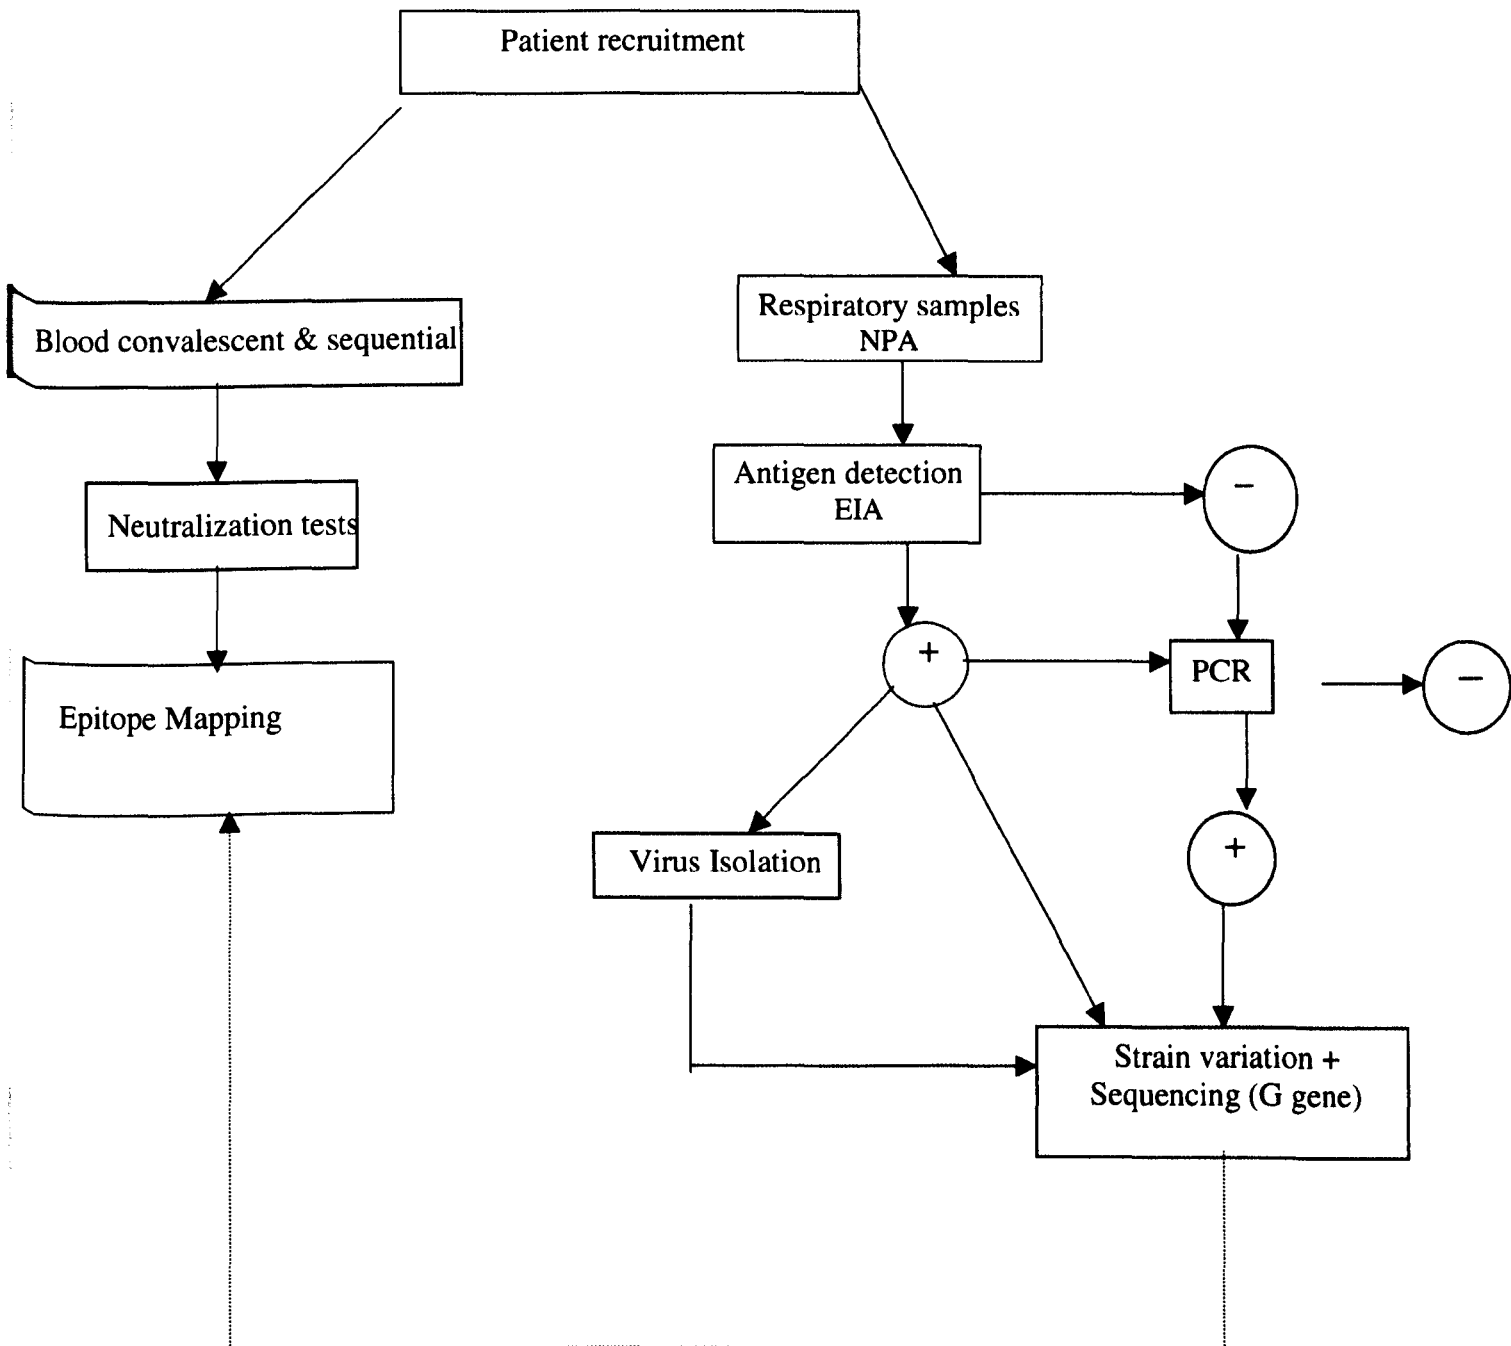 Patient recruitment
Blood convalescent & sequential
Respiratory samples
NPA
Antigen detection
EIA
−
Neutralization tests
+
PCR
−
Epitope Mapping
Virus Isolation
+
Strain variation +
Sequencing (G gene)